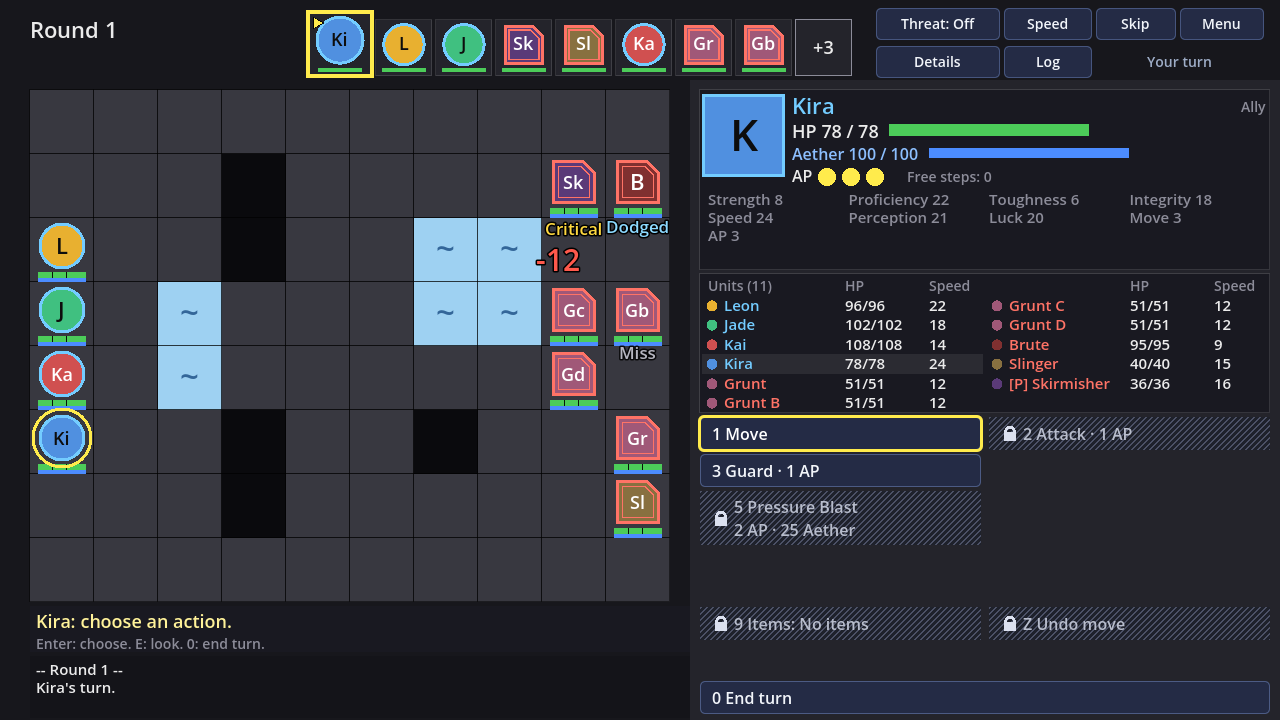 Round 1
Ki
L
J
Sk
Sl
Ka
Gr
Gb
+3
Threat: Off
Speed
Skip
Menu
Details
Log
Your turn
Sk
B
Critical
Dodged
-12
L
~
~
J
~
~
~
Gc
Gb
Miss
Ka
~
Gd
Ki
Gr
Sl
K
Kira
Ally
HP 78 / 78
Aether 100 / 100
AP
Free steps: 0
Strength 8
Proficiency 22
Toughness 6
Integrity 18
Speed 24
Perception 21
Luck 20
Move 3
AP 3
Units (11)
HP
Speed
HP
Speed
Leon
96/96
22
Grunt C
51/51
12
Jade
102/102
18
Grunt D
51/51
12
Kai
108/108
14
Brute
95/95
9
Kira
78/78
24
Slinger
40/40
15
Grunt
51/51
12
[P] Skirmisher
36/36
16
Grunt B
51/51
12
1 Move
2 Attack · 1 AP
3 Guard · 1 AP
5 Pressure Blast
2 AP · 25 Aether
9 Items: No items
Z Undo move
0 End turn
Kira: choose an action.
Enter: choose. E: look. 0: end turn.
-- Round 1 --
Kira's turn.